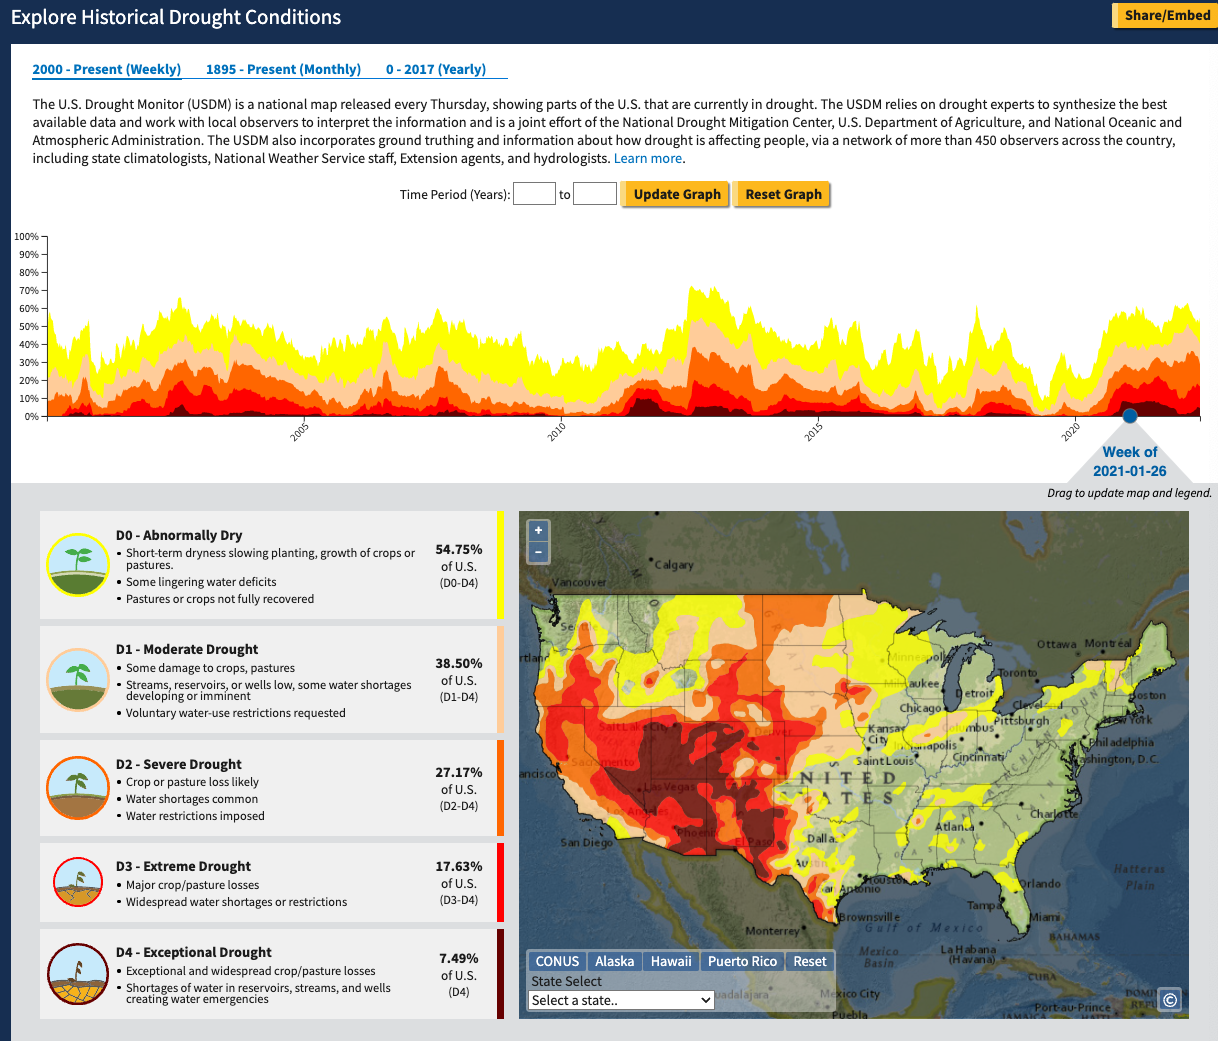 Explore Historical Drought Conditions
Share/Embed
2000 - Present (Weekly) 1895 - Present (Monthly) 0 - 2017 (Yearly)
The U.S. Drought Monitor (USDM) is a national map released every Thursday, showing parts of the U.S. that are currently in drought. The USDM relies on drought experts to synthesize the best
available data and work with local observers to interpret the information and is a joint effort of the National Drought Mitigation Center, U.S. Department of Agriculture, and National Oceanic and
Atmospheric Administration. The USDM also incorporates ground truthing and information about how drought is affecting people, via a network of more than 450 observers across the country,
including state climatologists, National Weather Service staff, Extension agents, and hydrologists. Learn more.
Time Period (Years): to Update Graph Reset Graph
100%
90%
80%
70%
60%
50%
40%
30%
20%
10%
0%
2005
2010
2015
2020
Week of
2021-01-26
Drag to update map and legend.
D0 - Abnormally Dry
• Short-term dryness slowing planting, growth of crops or
pastures.
• Some lingering water deficits
• Pastures or crops not fully recovered
54.75%
of U.S.
(D0-D4)
D1 - Moderate Drought
• Some damage to crops, pastures
• Streams, reservoirs, or wells low, some water shortages
developing or imminent
• Voluntary water-use restrictions requested
38.50%
of U.S.
(D1-D4)
D2 - Severe Drought
• Crop or pasture loss likely
• Water shortages common
• Water restrictions imposed
27.17%
of U.S.
(D2-D4)
D3 - Extreme Drought
• Major crop/pasture losses
• Widespread water shortages or restrictions
17.63%
of U.S.
(D3-D4)
D4 - Exceptional Drought
• Exceptional and widespread crop/pasture losses
• Shortages of water in reservoirs, streams, and wells
creating water emergencies
7.49%
of U.S.
(D4)
+
−
Calgary
Vancouver
Ottawa
Montréal
Minneapolis
Toronto
Detroit
Boston
Chicago
New York
Pittsburgh
Salt Lake City
Denver
Kansas
City
Philadelphia
Saint Louis
Cincinnati
Sacramento
UNITED
STATES
Las Vegas
Los Angeles
Charlotte
Atlanta
Phoenix
San Diego
El Paso
Dalla
Hatteras
Plain
Houston
Orlando
Tampa
Miami
Brownsville
Monterrey
Gulf of Mexico
BAHAMAS
Mexico
Basin
La Habana
(Havana)
CUBA
Mexico City
Port-au-Prince
Puebla
CONUS Alaska Hawaii Puerto Rico Reset
State Select
Select a state..
©